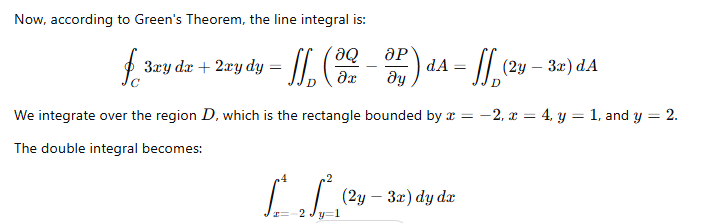 Now, according to Green's Theorem, the line integral is:
∮_C 3xy dx + 2xy dy = ∬_D (∂Q/∂x − ∂P/∂y) dA = ∬_D (2y − 3x) dA
We integrate over the region D, which is the rectangle bounded by x = −2, x = 4, y = 1, and y = 2.
The double integral becomes:
∫_{x=−2}^{4} ∫_{y=1}^{2} (2y − 3x) dy dx